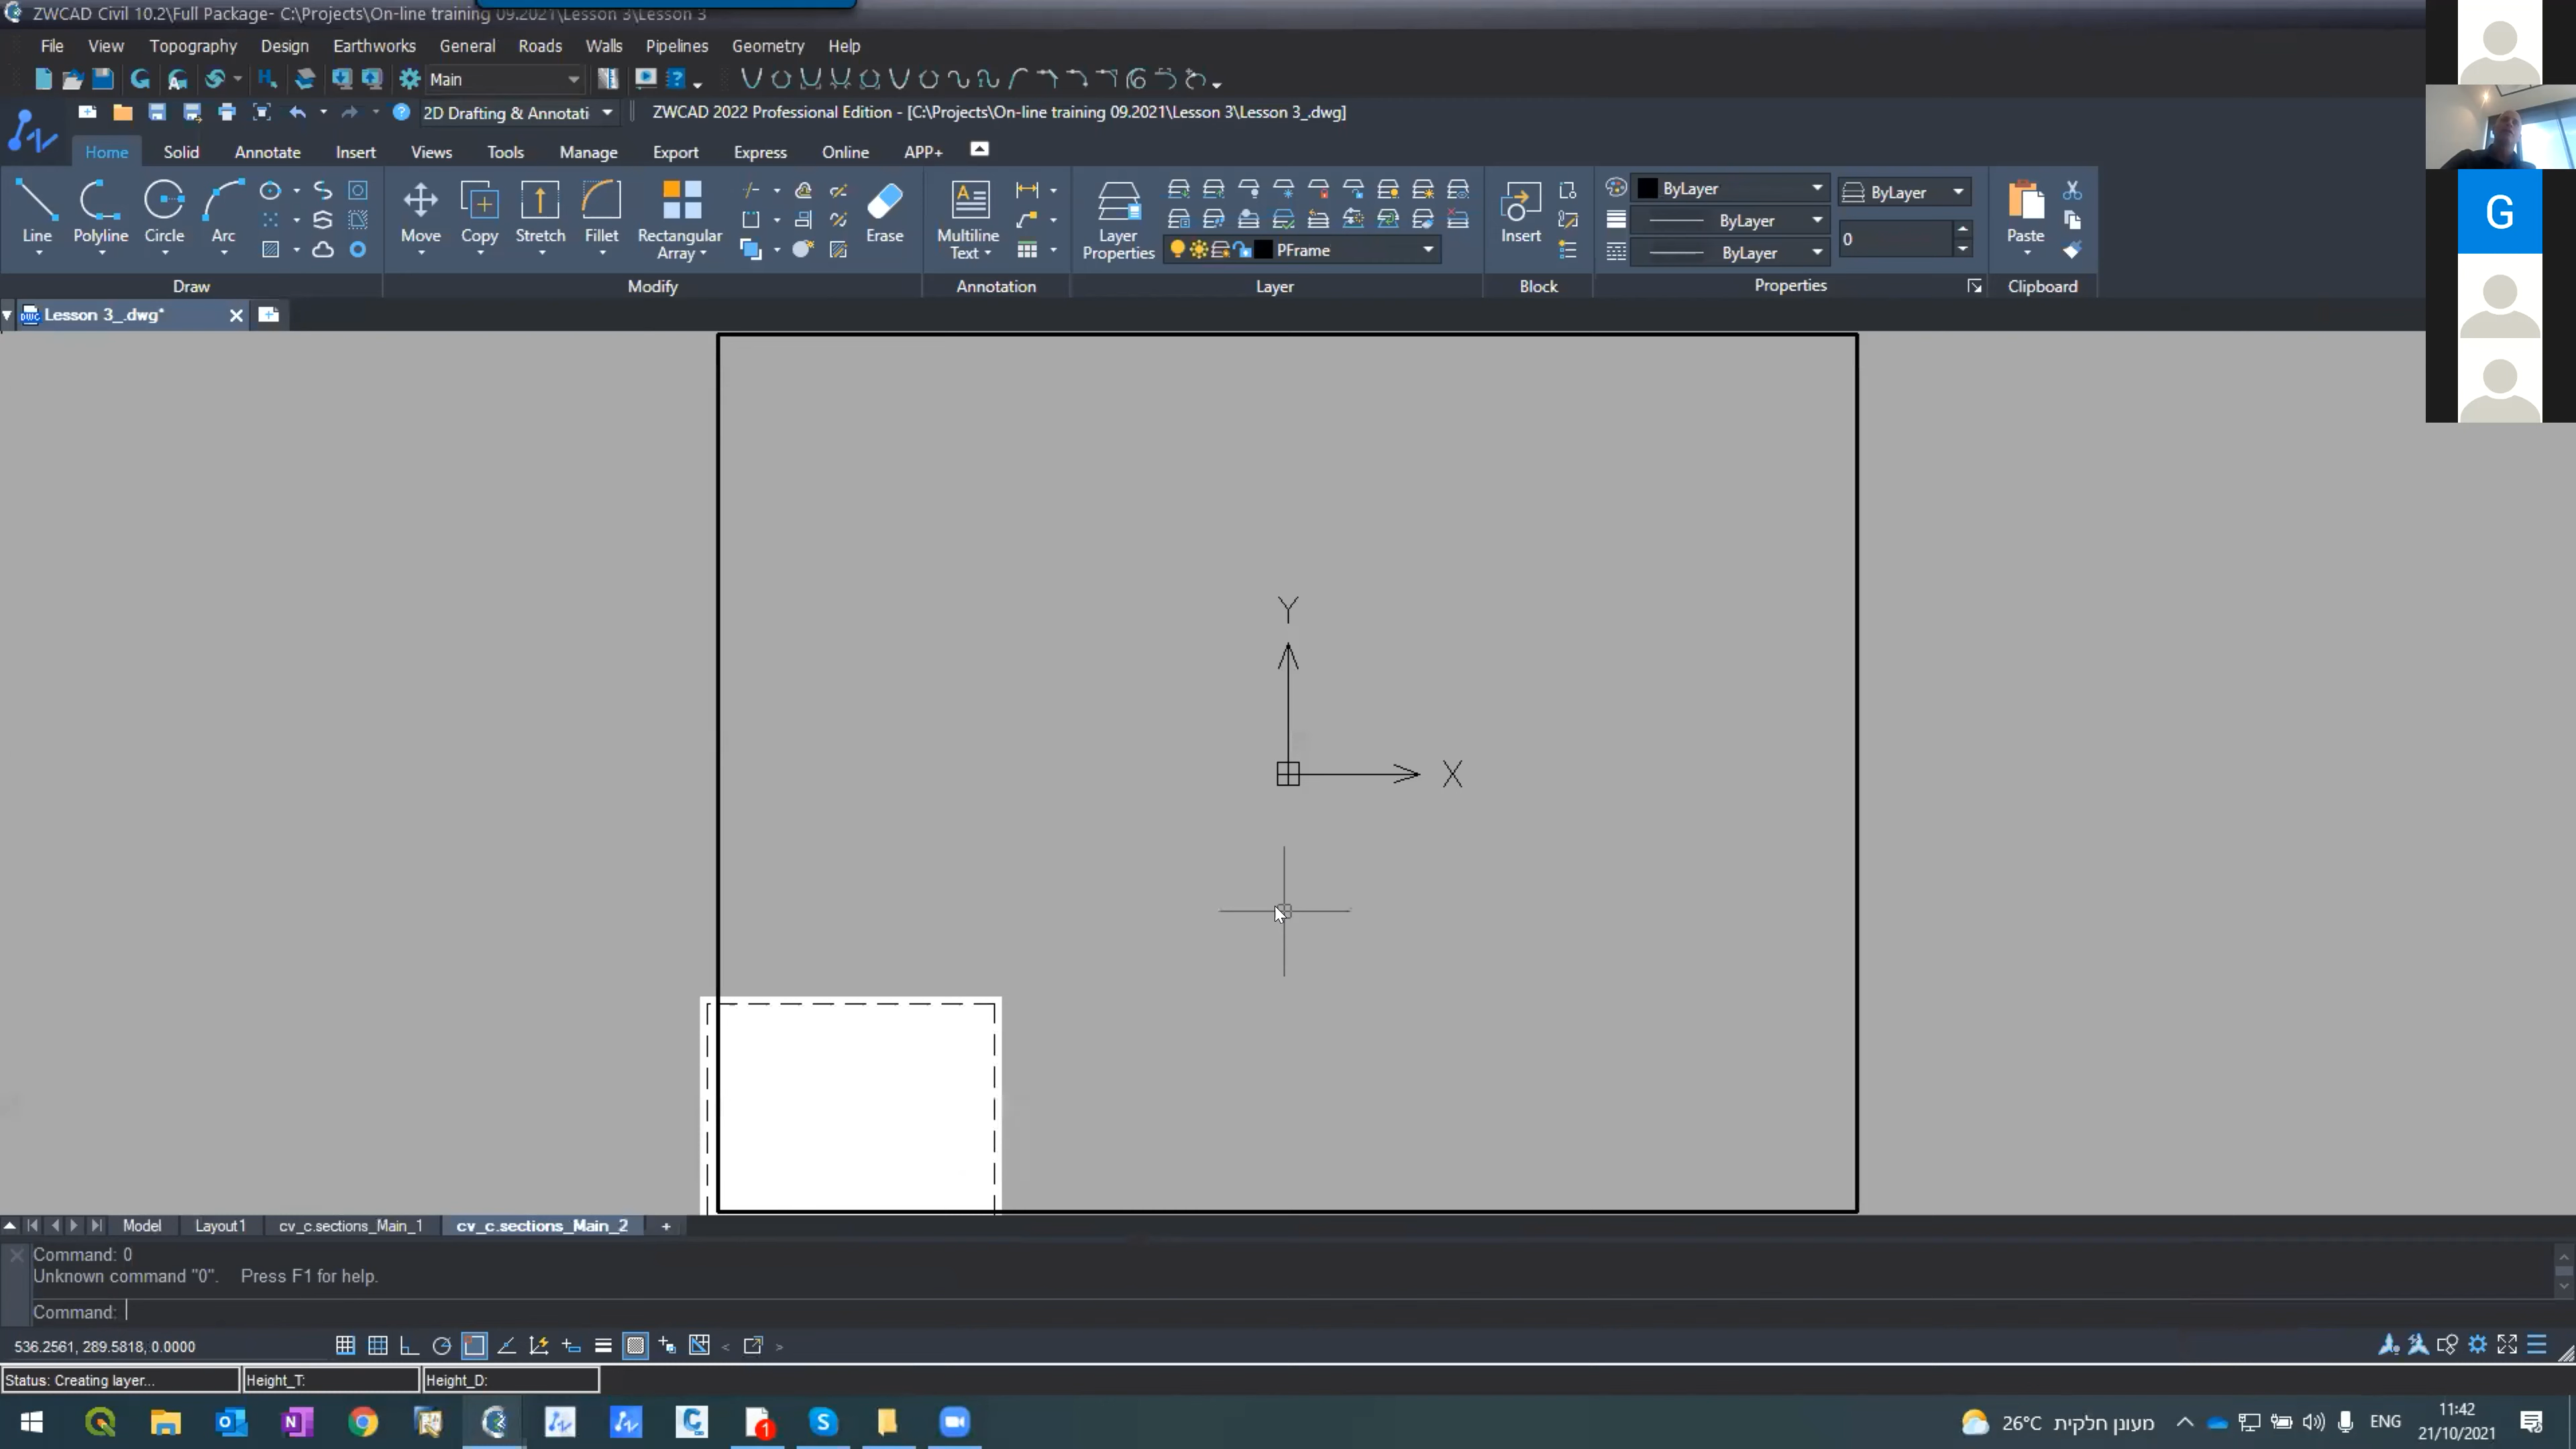 ZWCAD Civil 10.2\Full Package- C:\Projects\On-line training 09.2021\Lesson 3\Lesson 3
File View Topography Design Earthworks General Roads Walls Pipelines Geometry Help
Main
2D Drafting & Annotati ZWCAD 2022 Professional Edition - [C:\Projects\On-line training 09.2021\Lesson 3\Lesson 3_.dwg]
Home Solid Annotate Insert Views Tools Manage Export Express Online APP+
ByLayer ByLayer
Line Polyline Circle Arc Move Copy Stretch Fillet Rectangular Array Erase Multiline Text Layer Properties PFrame Insert ByLayer 0 Paste
ByLayer
Draw Modify Annotation Layer Block Properties Clipboard
Lesson 3_.dwg*
G
Y
X
Model Layout1 cv_c.sections_Main_1 cv_c.sections_Main_2 +
Command: 0
Unknown command "0". Press F1 for help.
Command:
536.2561, 289.5818, 0.0000
Status: Creating layer... Height_T: Height_D:
26°C מעונן חלקית ENG 11:42
21/10/2021